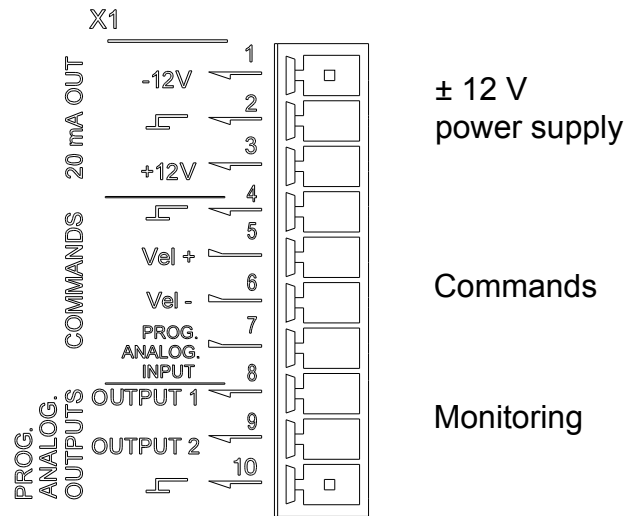 X1
20 mA OUT
1
-12V
2
3
+12V
± 12 V
power supply
COMMANDS
4
5
Vel +
6
Vel -
7
PROG.
ANALOG.
INPUT
Commands
PROG.
ANALOG.
OUTPUTS
8
OUTPUT 1
9
OUTPUT 2
10
Monitoring